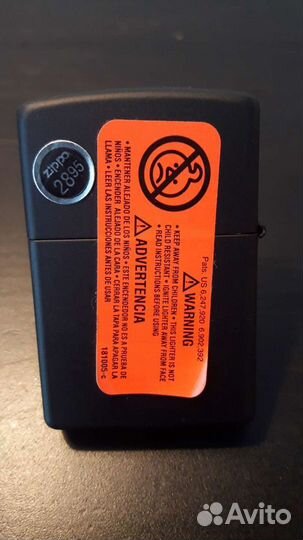 zippo
2895
⚠ WARNING
• KEEP AWAY FROM CHILDREN • THIS LIGHTER IS NOT
CHILD RESISTANT • IGNITE LIGHTER AWAY FROM FACE
• READ INSTRUCTIONS BEFORE USING
⚠ ADVERTENCIA
• MANTENER ALEJADO DE LOS NIÑOS • ESTE ENCENDEDOR NO ES A PRUEBA DE
NIÑOS • ENCENDER ALEJADO DE LA CARA • CERRAR LA TAPA PARA APAGAR LA
LLAMA • LEER LAS INSTRUCCIONES ANTES DE USAR
181005-c
Pats. US 6,247,920; 6,902,392
Avito